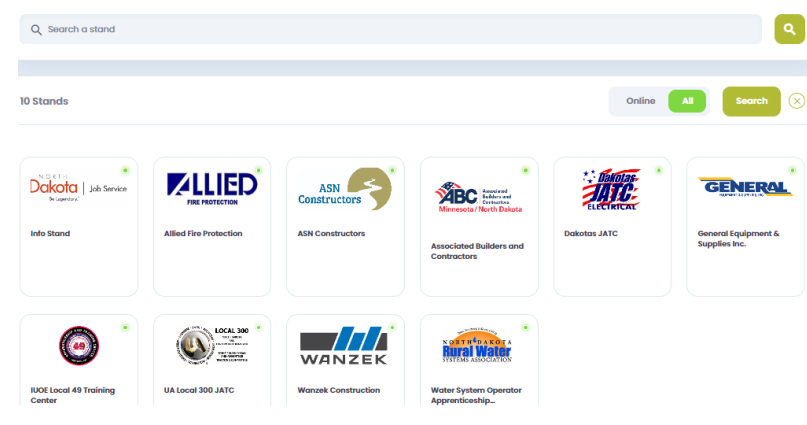 Search a stand
10 Stands
Online
All
Search
NORTH
Dakota | Job Service
Be Legendary.
Info Stand
ALLIED
FIRE PROTECTION
Allied Fire Protection
ASN
Constructors
ASN Constructors
ABC
Associated
Builders and
Contractors
Minnesota / North Dakota
Associated Builders and
Contractors
Dakotas
JATC
ELECTRICAL
Dakotas JATC
GENERAL
General Equipment &
Supplies Inc.
49
IUOE Local 49 Training
Center
LOCAL 300
UA Local 300 JATC
WANZEK
Wanzek Construction
NORTH DAKOTA
Rural Water
SYSTEMS ASSOCIATION
Water System Operator
Apprenticeship...